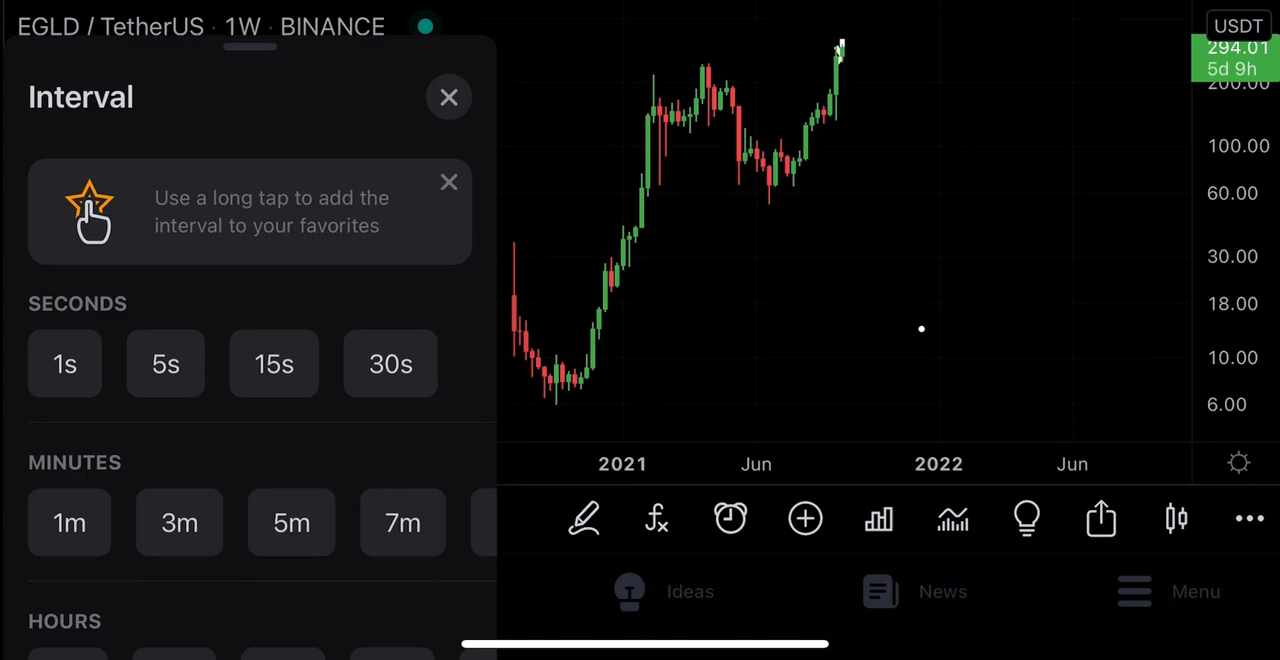 EGLD / TetherUS · 1W · BINANCE
Interval
Use a long tap to add the
interval to your favorites
SECONDS
1s 5s 15s 30s
MINUTES
1m 3m 5m 7m
HOURS
USDT
294.01
5d 9h
200.00
100.00
60.00
30.00
18.00
10.00
6.00
2021 Jun 2022 Jun
Ideas News Menu